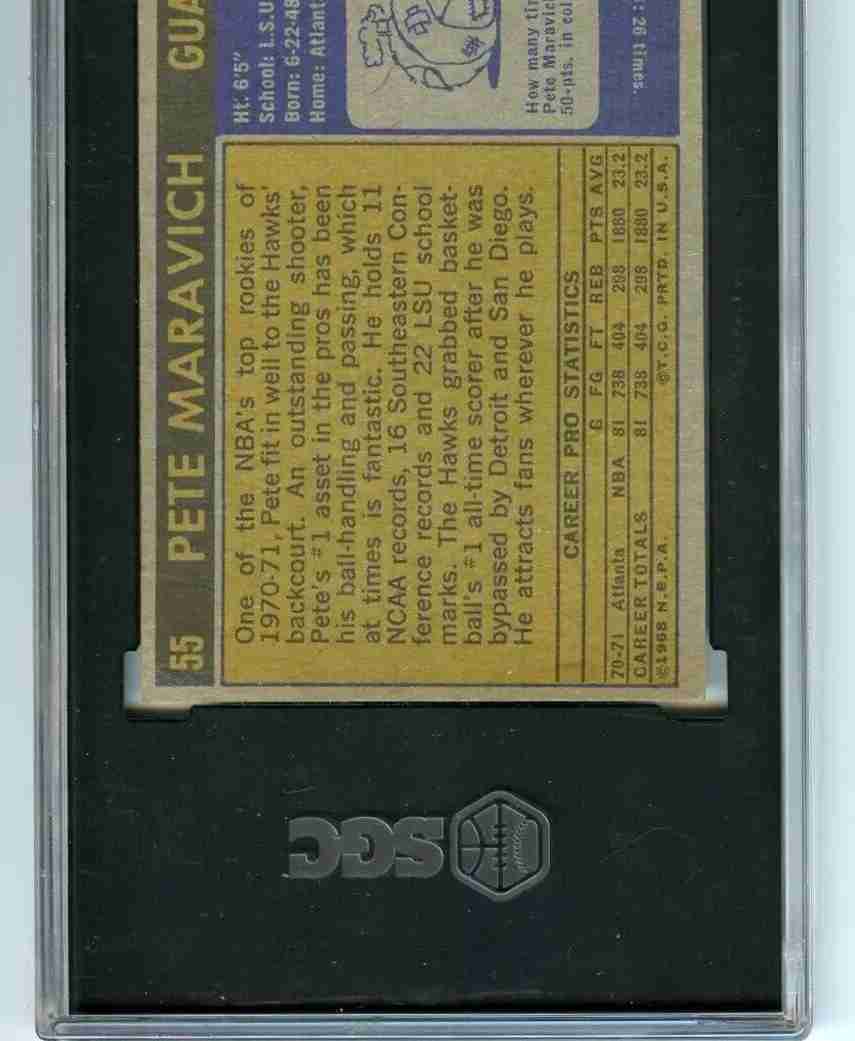 55 PETE MARAVICH GUA
Ht: 6'5"
School: L.S.U
Born: 6-22-48
Home: Atlant
How many tir
Pete Maravic
50-pts. in col
: 26 times.
One of the NBA's top rookies of
1970-71, Pete fit in well to the Hawks'
backcourt. An outstanding shooter,
Pete's #1 asset in the pros has been
his ball-handling and passing, which
at times is fantastic. He holds 11
NCAA records, 16 Southeastern Con-
ference records and 22 LSU school
marks. The Hawks grabbed basket-
ball's #1 all-time scorer after he was
bypassed by Detroit and San Diego.
He attracts fans wherever he plays.
CAREER PRO STATISTICS
G FG FT REB PTS AVG
70-71 Atlanta NBA 81 738 404 298 1880 23.2
CAREER TOTALS 81 738 404 298 1880 23.2
©1968 N.B.P.A. ©T.C.G. PRTD. IN U.S.A.
SGC